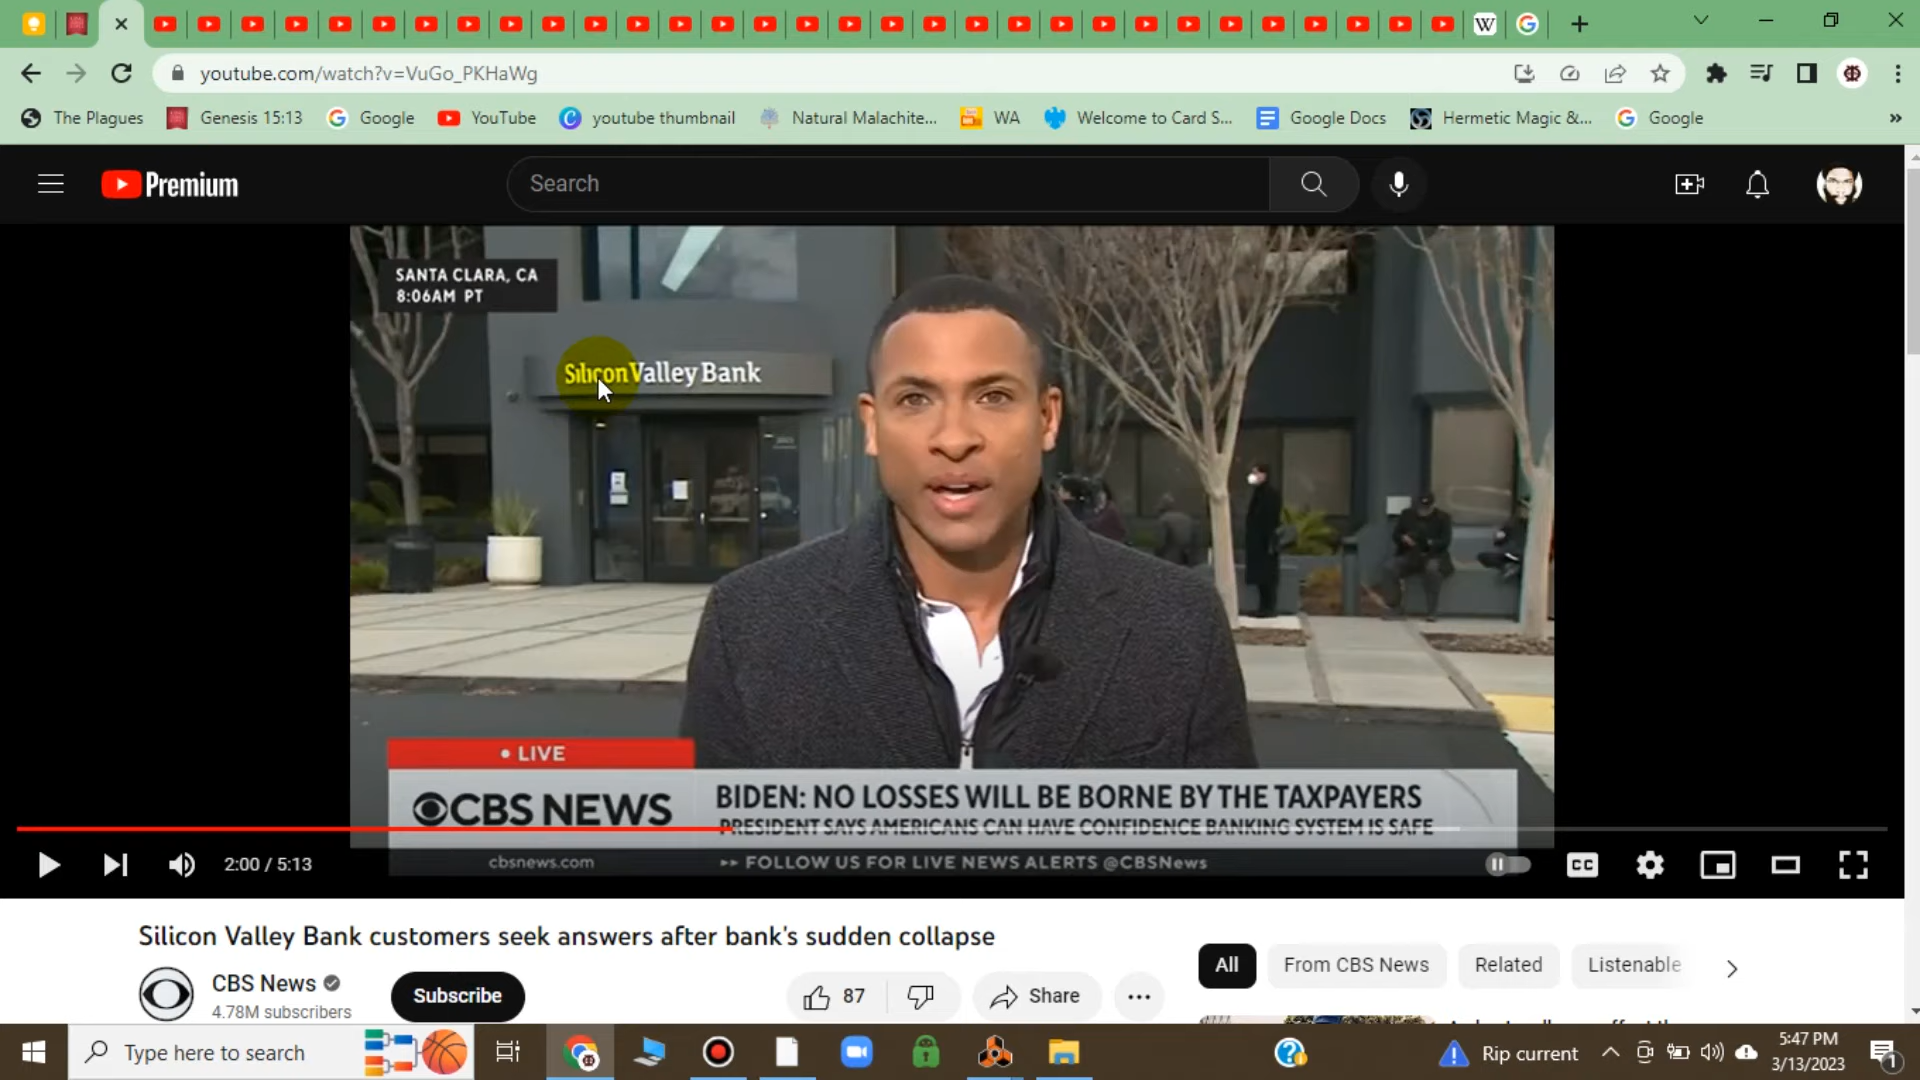 youtube.com/watch?v=VuGo_PKHaWg
The Plagues
Genesis 15:13
Google
YouTube
youtube thumbnail
Natural Malachite...
WA
Welcome to Card S...
Google Docs
Hermetic Magic &...
Google
»
Premium
Search
SANTA CLARA, CA
8:06AM PT
Silicon Valley Bank
• LIVE
CBS NEWS
BIDEN: NO LOSSES WILL BE BORNE BY THE TAXPAYERS
PRESIDENT SAYS AMERICANS CAN HAVE CONFIDENCE BANKING SYSTEM IS SAFE
cbsnews.com
FOLLOW US FOR LIVE NEWS ALERTS @CBSNews
2:00 / 5:13
CC
Silicon Valley Bank customers seek answers after bank's sudden collapse
CBS News
4.78M subscribers
Subscribe
87
Share
All
From CBS News
Related
Listenable
Type here to search
Rip current
5:47 PM
3/13/2023
1